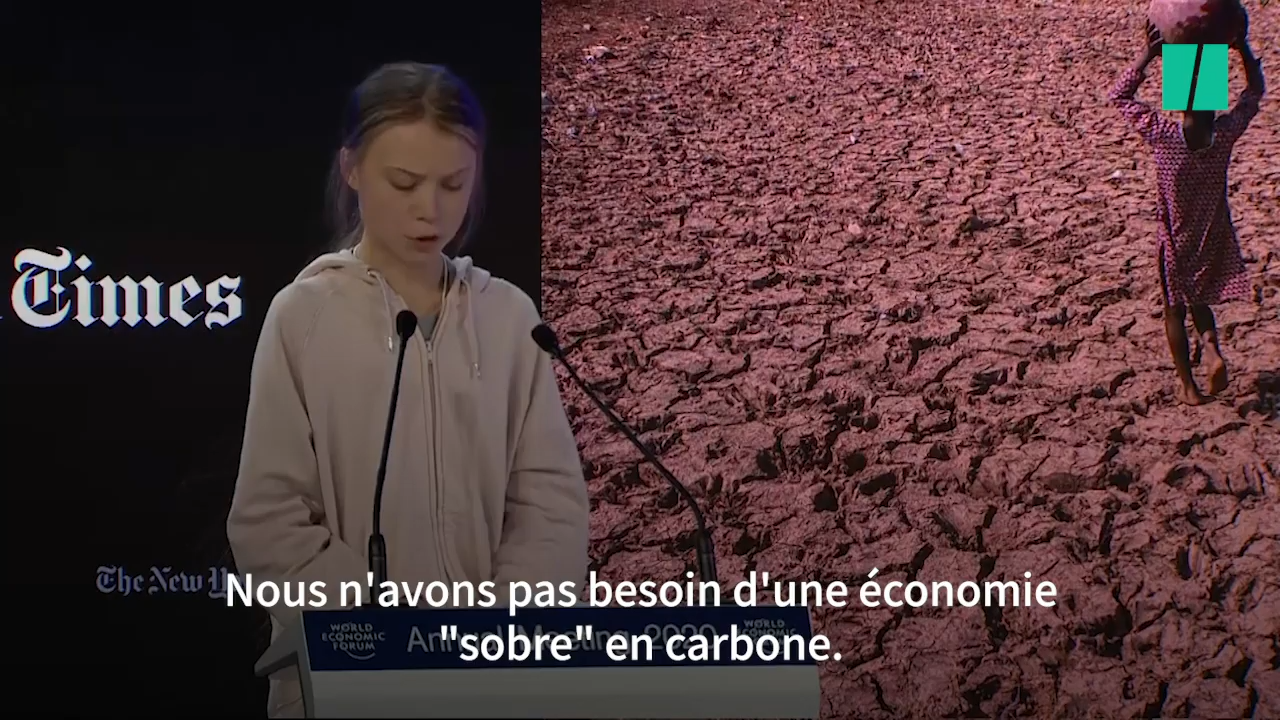 Times
The New Y
WORLD
ECONOMIC
FORUM
Annual Meeting 2020
WORLD
ECONOMIC
FORUM
Nous n'avons pas besoin d'une économie
"sobre" en carbone.